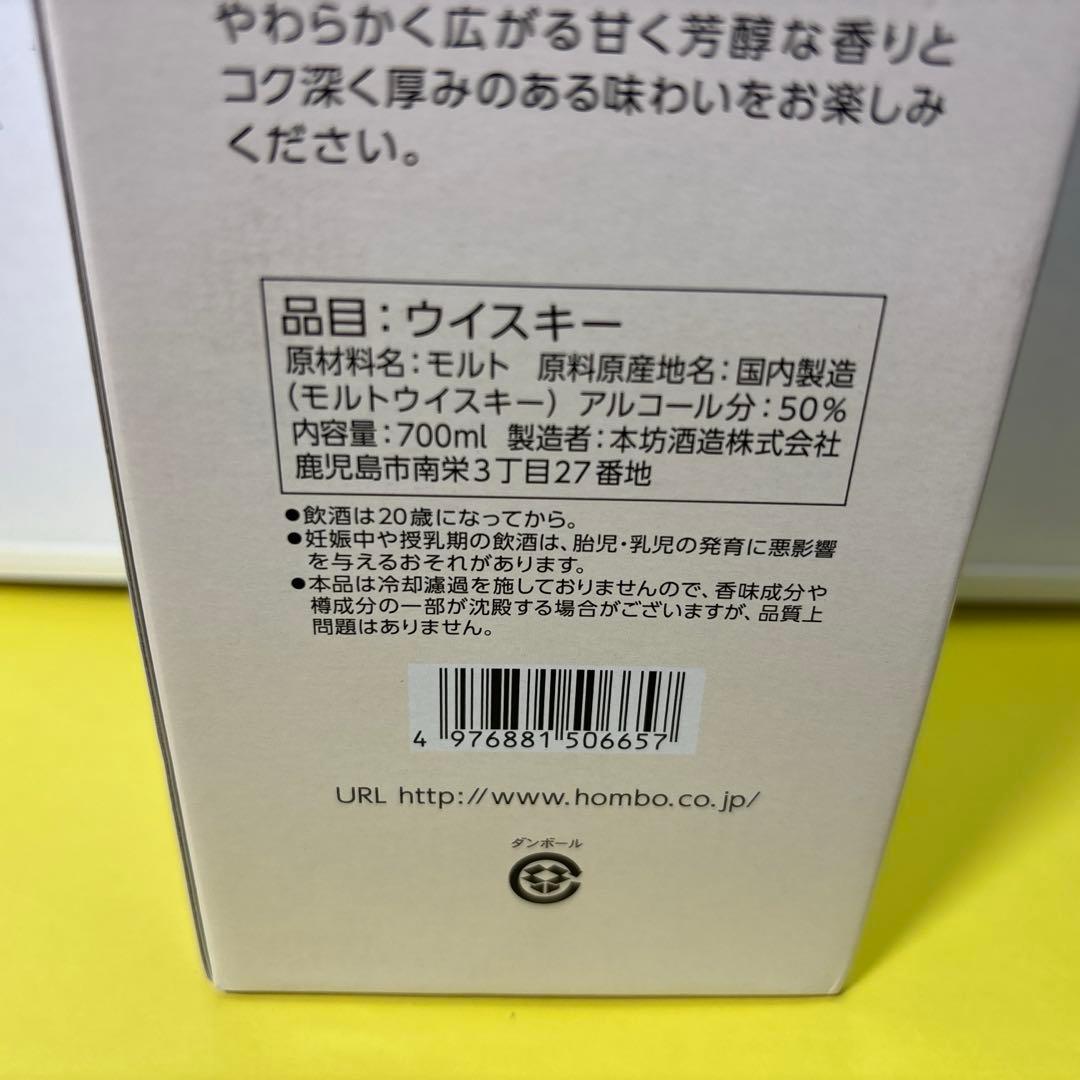 やわらかく広がる甘く芳醇な香りと
コク深く厚みのある味わいをお楽しみ
ください。
品目：ウイスキー
原材料名：モルト 原料原産地名：国内製造
（モルトウイスキー） アルコール分：50％
内容量：700ml 製造者：本坊酒造株式会社
鹿児島市南栄3丁目27番地
●飲酒は20歳になってから。
●妊娠中や授乳期の飲酒は、胎児・乳児の発育に悪影響
を与えるおそれがあります。
●本品は冷却濾過を施しておりませんので、香味成分や
樽成分の一部が沈殿する場合がございますが、品質上
問題はありません。
4 976881 506657
URL http://www.hombo.co.jp/
ダンボール